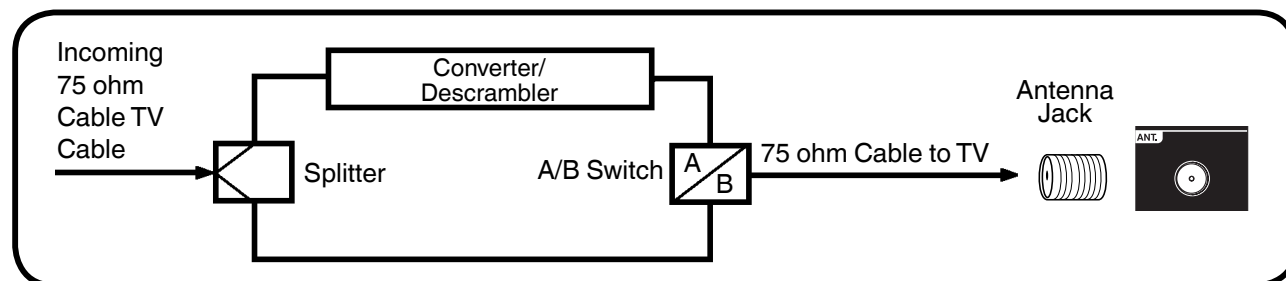 Incoming
75 ohm
Cable TV
Cable
Splitter
Converter/
Descrambler
A/B Switch
A
B
75 ohm Cable to TV
Antenna
Jack
ANT.